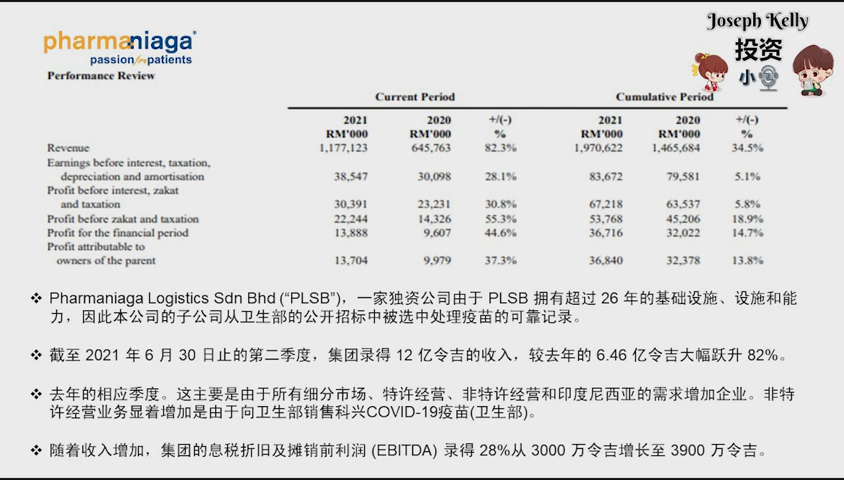 Joseph Kelly
投资
小
pharmaniaga
passion for patients
Performance Review
Current Period Cumulative Period
2021 2020 +/(-) 2021 2020 +/(-)
RM'000 RM'000 % RM'000 RM'000 %
Revenue 1,177,123 645,763 82.3% 1,970,622 1,465,684 34.5%
Earnings before interest, taxation,
depreciation and amortisation 38,547 30,098 28.1% 83,672 79,581 5.1%
Profit before interest, zakat
and taxation 30,391 23,231 30.8% 67,218 63,537 5.8%
Profit before zakat and taxation 22,244 14,326 55.3% 53,768 45,206 18.9%
Profit for the financial period 13,888 9,607 44.6% 36,716 32,022 14.7%
Profit attributable to
owners of the parent 13,704 9,979 37.3% 36,840 32,378 13.8%
❖ Pharmaniaga Logistics Sdn Bhd (“PLSB”)，一家独资公司由于 PLSB 拥有超过 26 年的基础设施、设施和能
力，因此本公司的子公司从卫生部的公开招标中被选中处理疫苗的可靠记录。
❖ 截至 2021 年 6 月 30 日止的第二季度，集团录得 12 亿令吉的收入，较去年的 6.46 亿令吉大幅跃升 82%。
❖ 去年的相应季度。这主要是由于所有细分市场、特许经营、非特许经营和印度尼西亚的需求增加企业。非特
许经营业务显着增加是由于向卫生部销售科兴COVID-19疫苗(卫生部)。
❖ 随着收入增加，集团的息税折旧及摊销前利润 (EBITDA) 录得 28%从 3000 万令吉增长至 3900 万令吉。